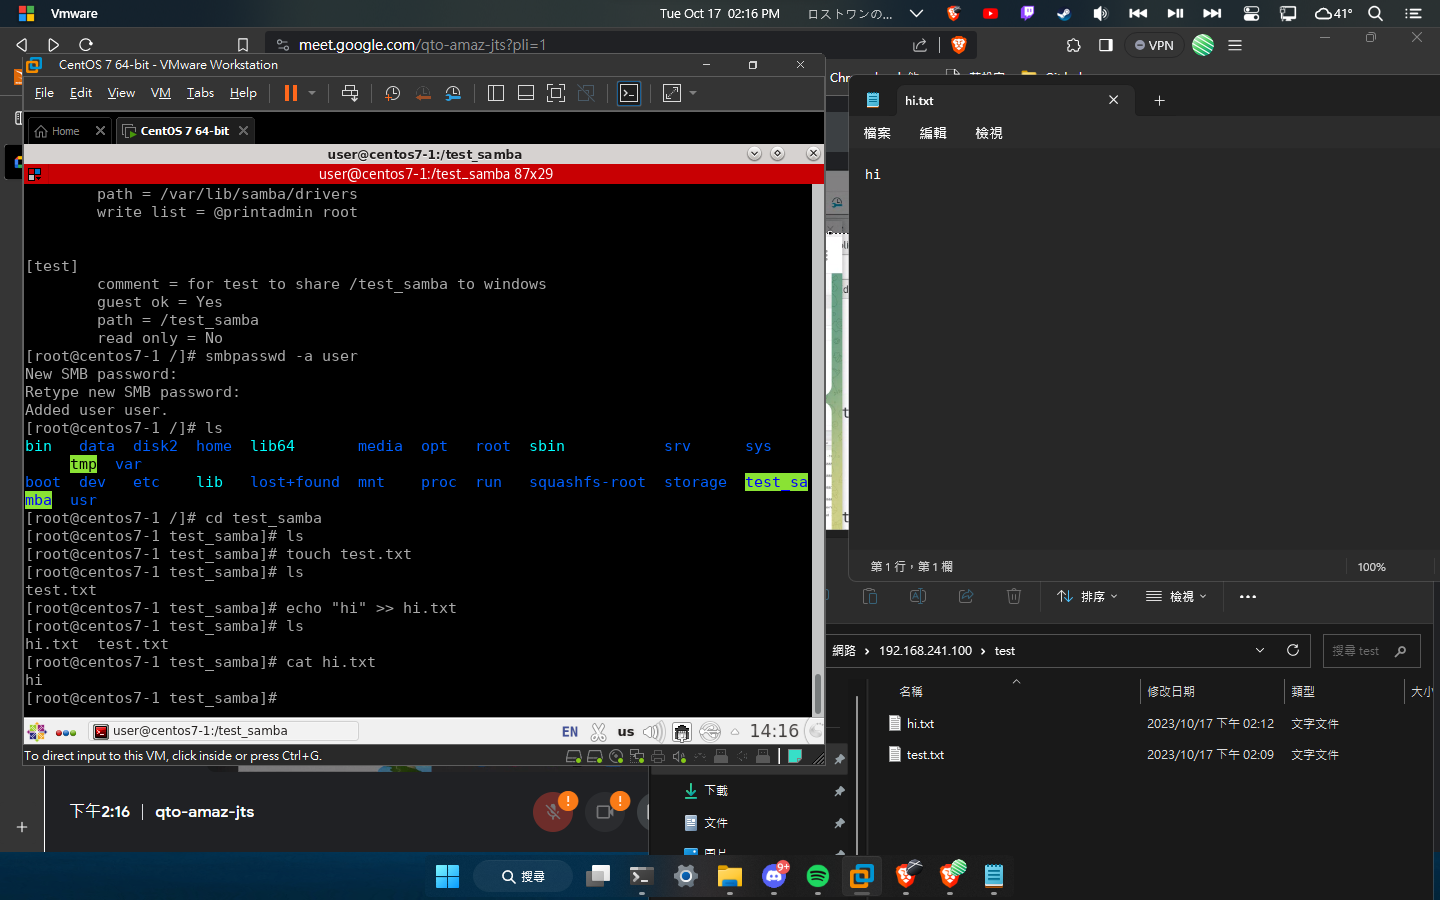 Vmware
Tue Oct 17 02:16 PM
ロストワンの...
41°
meet.google.com/qto-amaz-jts?pli=1
VPN
CentOS 7 64-bit - VMware Workstation
File Edit View VM Tabs Help
Home
CentOS 7 64-bit
user@centos7-1:/test_samba
user@centos7-1:/test_samba 87x29
path = /var/lib/samba/drivers
write list = @printadmin root
[test]
comment = for test to share /test_samba to windows
guest ok = Yes
path = /test_samba
read only = No
[root@centos7-1 /]# smbpasswd -a user
New SMB password:
Retype new SMB password:
Added user user.
[root@centos7-1 /]# ls
bin data disk2 home lib64 media opt root sbin srv sys
tmp var
boot dev etc lib lost+found mnt proc run squashfs-root storage test_sa
mba usr
[root@centos7-1 /]# cd test_samba
[root@centos7-1 test_samba]# ls
[root@centos7-1 test_samba]# touch test.txt
[root@centos7-1 test_samba]# ls
test.txt
[root@centos7-1 test_samba]# echo "hi" >> hi.txt
[root@centos7-1 test_samba]# ls
hi.txt test.txt
[root@centos7-1 test_samba]# cat hi.txt
hi
[root@centos7-1 test_samba]#
user@centos7-1:/test_samba
EN
us
14:16
To direct input to this VM, click inside or press Ctrl+G.
hi.txt
檔案 編輯 檢視
hi
第 1 行，第 1 欄
100%
排序
檢視
網路 > 192.168.241.100 > test
搜尋 test
名稱 修改日期 類型 大小
hi.txt 2023/10/17 下午 02:12 文字文件
test.txt 2023/10/17 下午 02:09 文字文件
下載
文件
圖片
下午2:16 | qto-amaz-jts
搜尋
9+